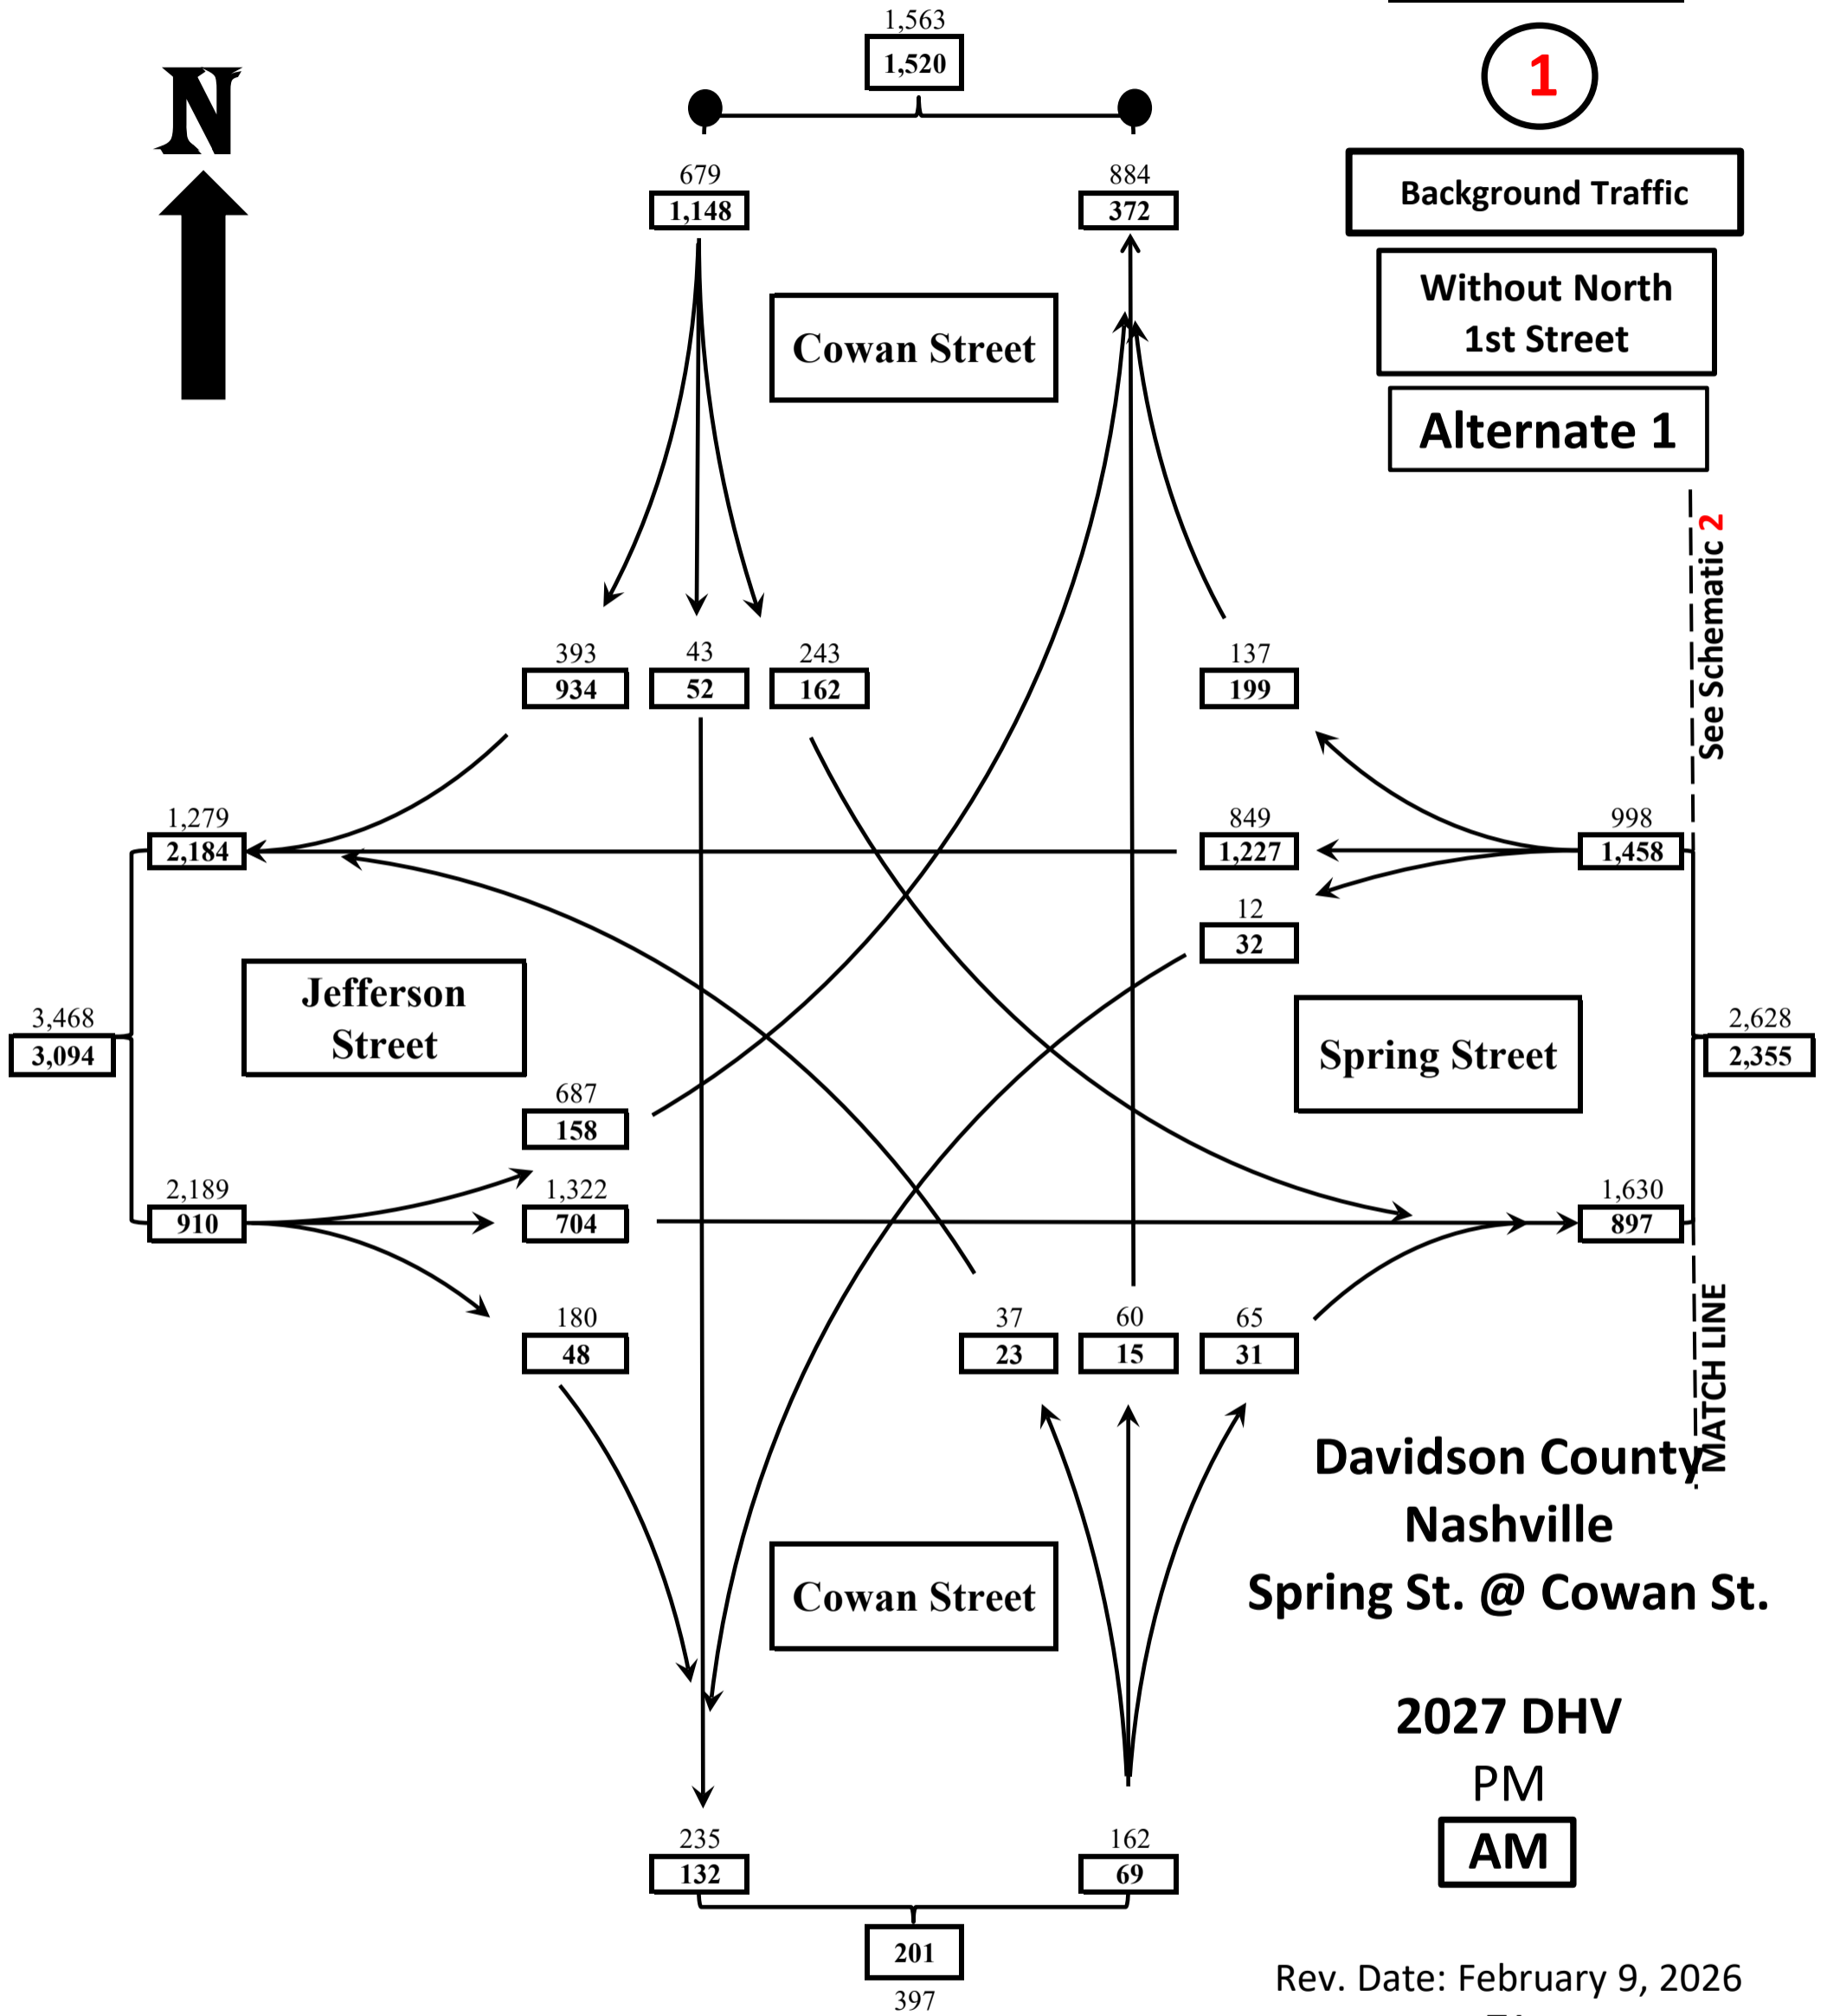 1,563
1,520
1
N
679
1,148
884
372
Background Traffic
Without North
1st Street
Cowan Street
Alternate 1
See Schematic 2
393
934
43
52
243
162
137
199
1,279
2,184
849
1,227
998
1,458
12
32
Jefferson
Street
3,468
3,094
Spring Street
2,628
2,355
687
158
2,189
910
1,322
704
1,630
897
180
48
37
23
60
15
65
31
MATCH LINE
Davidson County
Nashville
Spring St. @ Cowan St.
Cowan Street
2027 DHV
PM
AM
235
132
162
69
201
397
Rev. Date: February 9, 2026